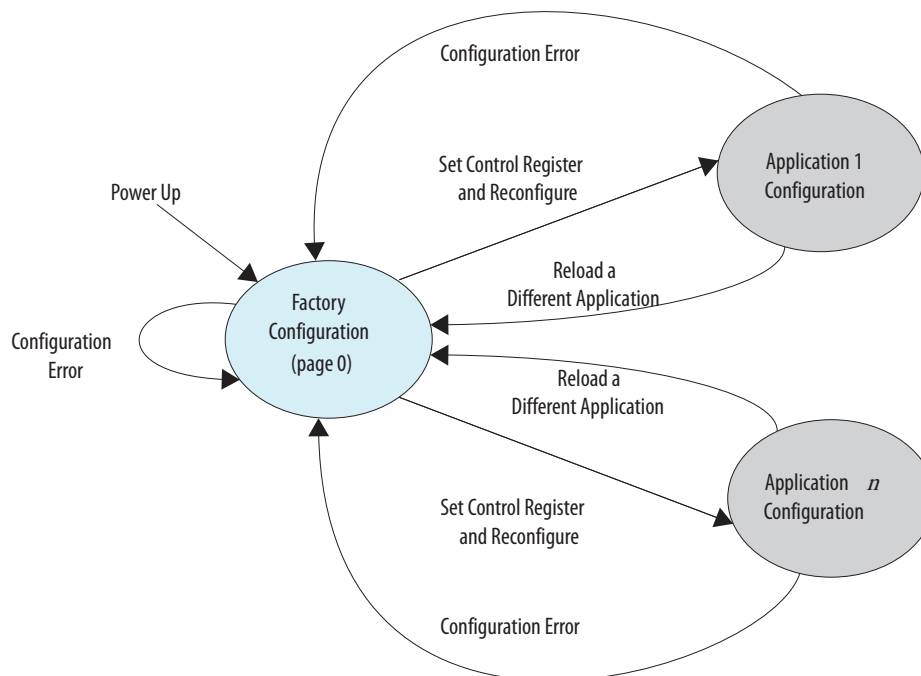 Configuration Error
Set Control Register
and Reconfigure
Application 1
Configuration
Power Up
Reload a
Different Application
Factory
Configuration
(page 0)
Configuration
Error
Reload a
Different Application
Application n
Configuration
Set Control Register
and Reconfigure
Configuration Error